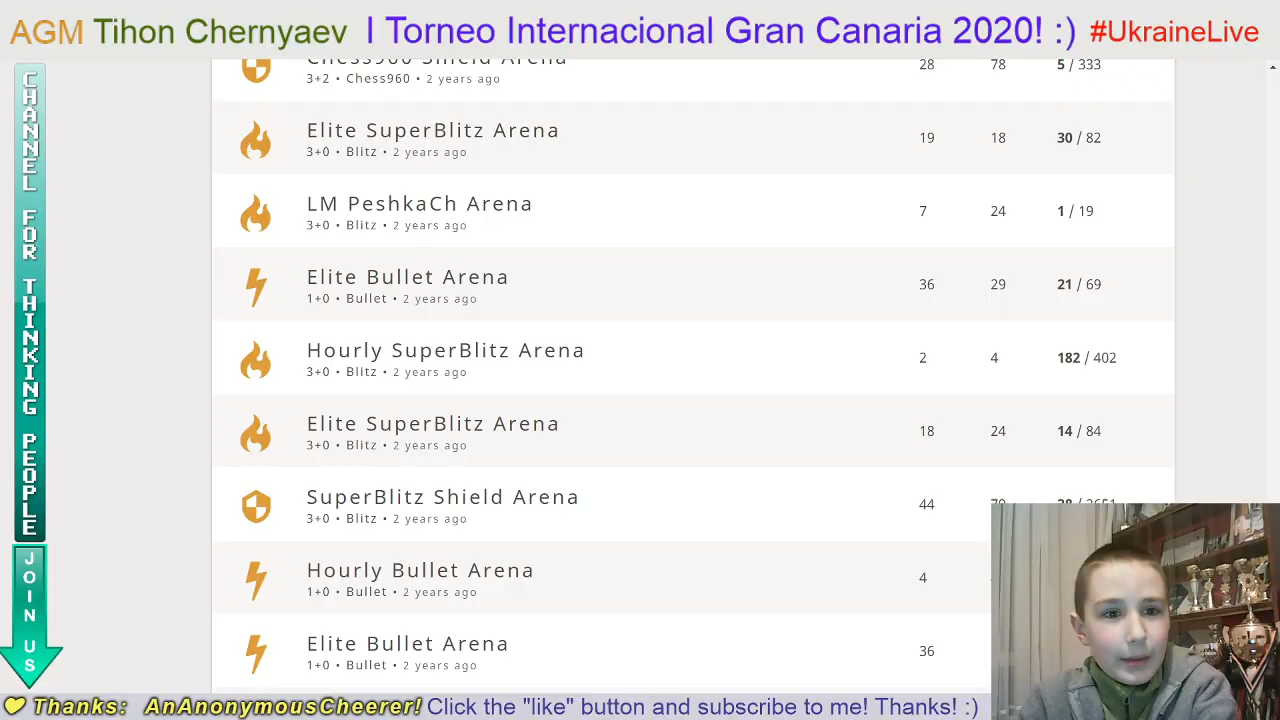 AGM Tihon Chernyaev I Torneo Internacional Gran Canaria 2020! :) #UkraineLive
CHANNEL FOR THINKING PEOPLE
JOIN US
Chess960 Shield Arena 28 78 5 / 333
3+2 • Chess960 • 2 years ago
Elite SuperBlitz Arena 19 18 30 / 82
3+0 • Blitz • 2 years ago
LM PeshkaCh Arena 7 24 1 / 19
3+0 • Blitz • 2 years ago
Elite Bullet Arena 36 29 21 / 69
1+0 • Bullet • 2 years ago
Hourly SuperBlitz Arena 2 4 182 / 402
3+0 • Blitz • 2 years ago
Elite SuperBlitz Arena 18 24 14 / 84
3+0 • Blitz • 2 years ago
SuperBlitz Shield Arena 44
3+0 • Blitz • 2 years ago
Hourly Bullet Arena 4
1+0 • Bullet • 2 years ago
Elite Bullet Arena 36
1+0 • Bullet • 2 years ago
Thanks: AnAnonymousCheerer! Click the "like" button and subscribe to me! Thanks! :)